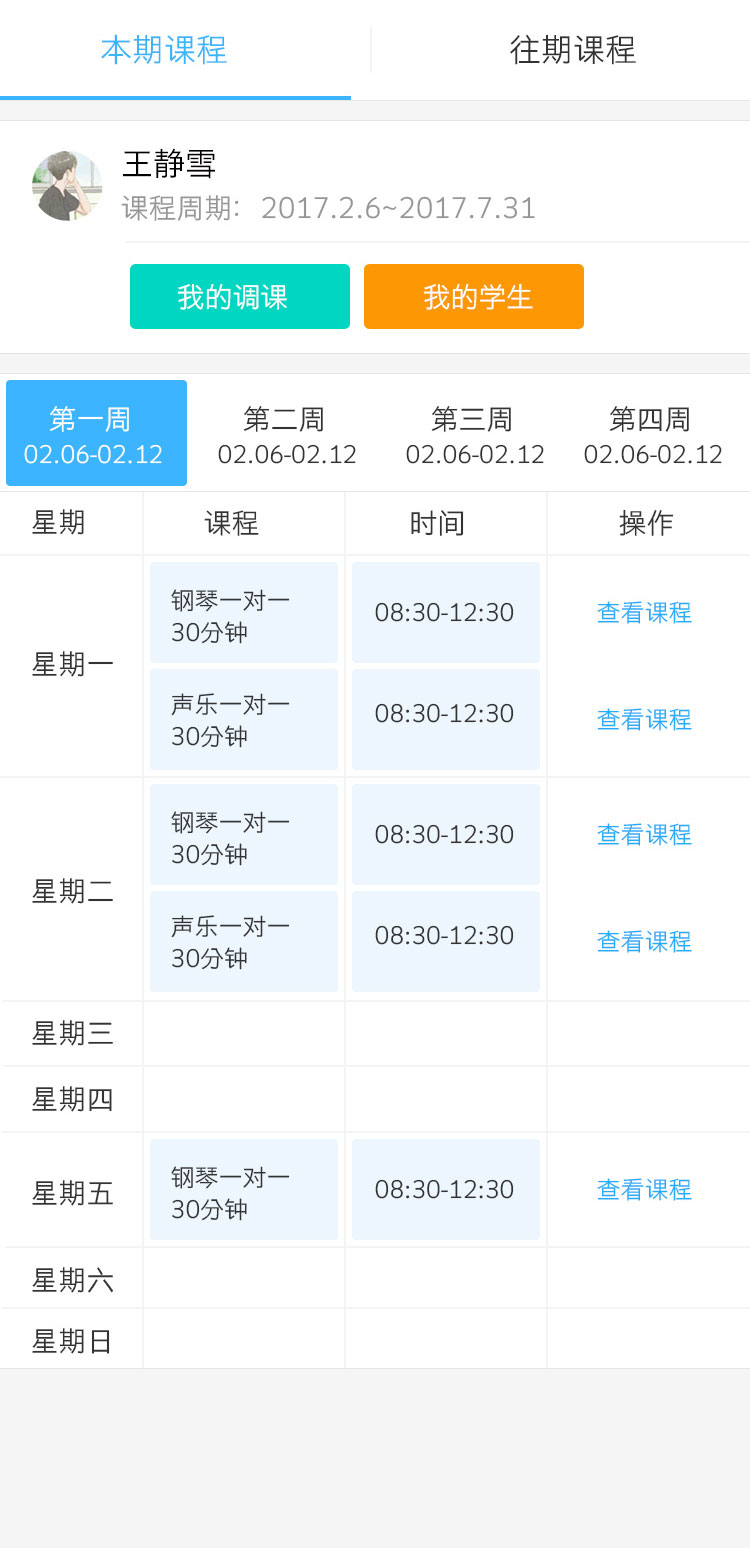 本期课程
往期课程
王静雪
课程周期: 2017.2.6~2017.7.31
我的调课
我的学生
第一周
02.06-02.12
第二周
02.06-02.12
第三周
02.06-02.12
第四周
02.06-02.12
星期
课程
时间
操作
星期一
钢琴一对一
30分钟
08:30-12:30
查看课程
声乐一对一
30分钟
08:30-12:30
查看课程
星期二
钢琴一对一
30分钟
08:30-12:30
查看课程
声乐一对一
30分钟
08:30-12:30
查看课程
星期三
星期四
星期五
钢琴一对一
30分钟
08:30-12:30
查看课程
星期六
星期日